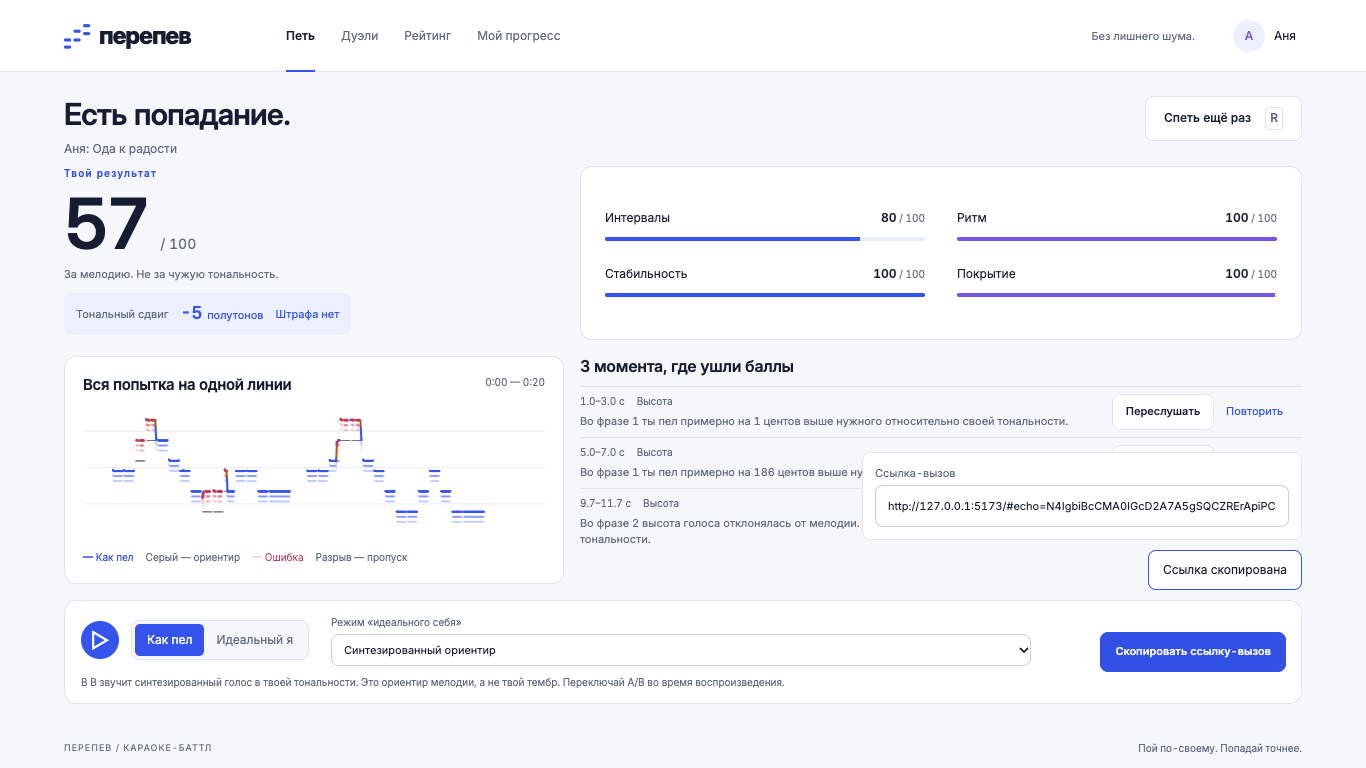 перепев
Петь
Дуэли
Рейтинг
Мой прогресс
Без лишнего шума.
А
Аня
Есть попадание.
Аня: Ода к радости
Спеть ещё раз R
Твой результат
57 / 100
За мелодию. Не за чужую тональность.
Тональный сдвиг -5 полутонов Штрафа нет
Интервалы 80 / 100
Ритм 100 / 100
Стабильность 100 / 100
Покрытие 100 / 100
Вся попытка на одной линии
0:00 — 0:20
Как пел
Серый — ориентир
Ошибка
Разрыв — пропуск
3 момента, где ушли баллы
1.0–3.0 с Высота
Во фразе 1 ты пел примерно на 1 центов выше нужного относительно своей тональности.
Переслушать
Повторить
5.0–7.0 с Высота
Во фразе 1 ты пел примерно на 186 центов выше ну
9.7–11.7 с Высота
Во фразе 2 высота голоса отклонялась от мелодии.
тональности.
Ссылка-вызов
http://127.0.0.1:5173/#echo=N4IgbiBcCMA0IGcD2A7A5gSQCZRErApiPC
Ссылка скопирована
Как пел
Идеальный я
Режим «идеального себя»
Синтезированный ориентир
Скопировать ссылку-вызов
В B звучит синтезированный голос в твоей тональности. Это ориентир мелодии, а не твой тембр. Переключай A/B во время воспроизведения.
ПЕРЕПЕВ / КАРАОКЕ-БАТТЛ
Пой по-своему. Попадай точнее.